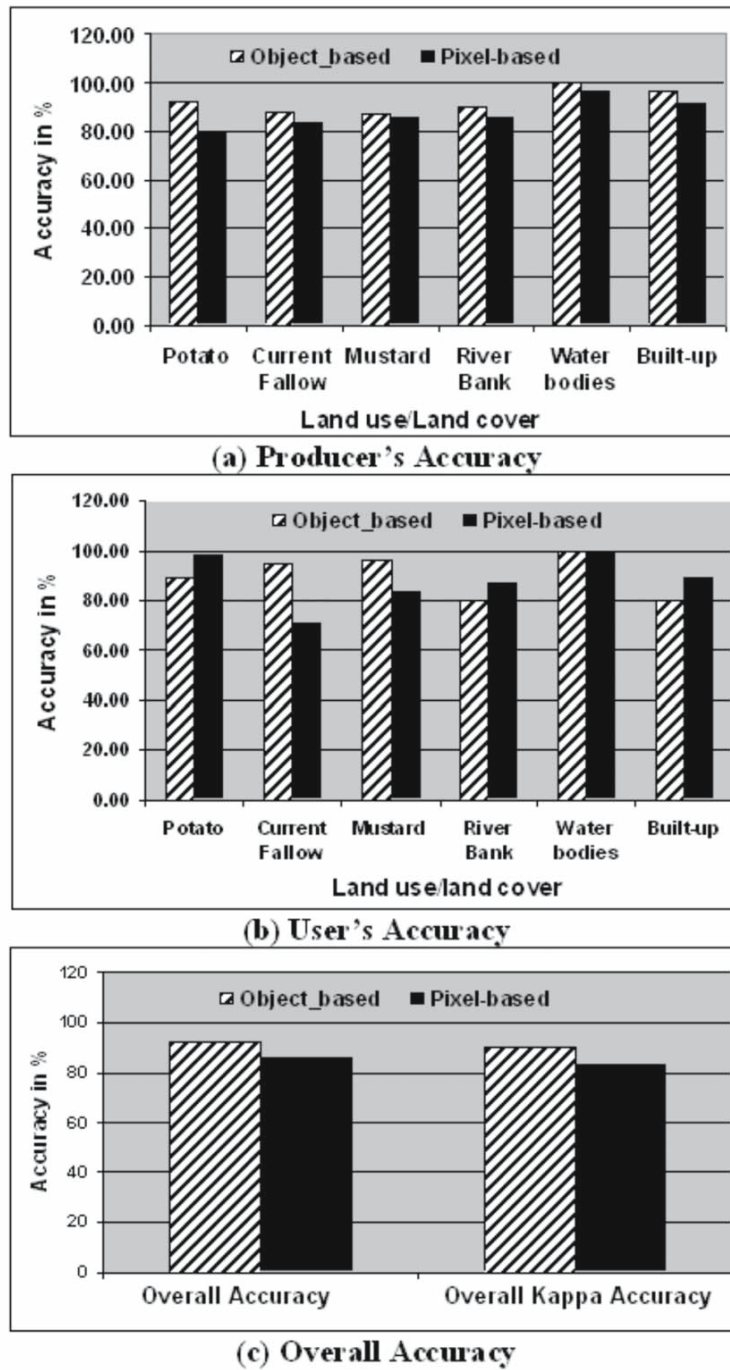 120.00
Object_based Pixel-based
100.00
80.00
60.00
40.00
20.00
0.00
Accuracy in %
Potato Current Mustard River Water Built-up
Fallow Bank bodies
Land use/Land cover
(a) Producer's Accuracy
120.00
Object_based Pixel-based
100.00
80.00
60.00
40.00
20.00
0.00
Accuracy in %
Potato Current Mustard River Water Built-up
Fallow Bank bodies
Land use/land cover
(b) User's Accuracy
120
Object_based Pixel-based
100
80
60
40
20
0
Accuracy in %
Overall Accuracy Overall Kappa Accuracy
(c) Overall Accuracy